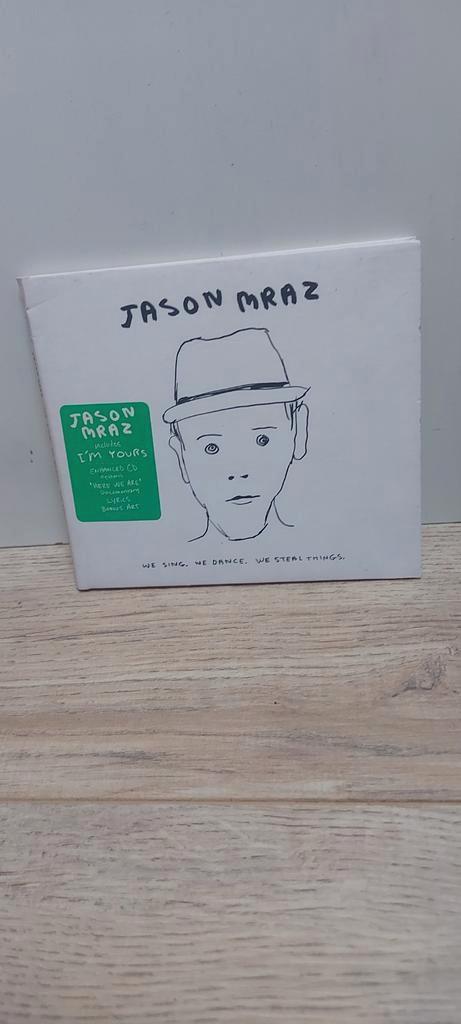 JASON MRAZ
JASON
MRAZ
includes
I'M YOURS
ENHANCED CD
features
"HERE WE ARE"
Documentary
LYRICS
BONUS ART
WE SING. WE DANCE. WE STEAL THINGS.